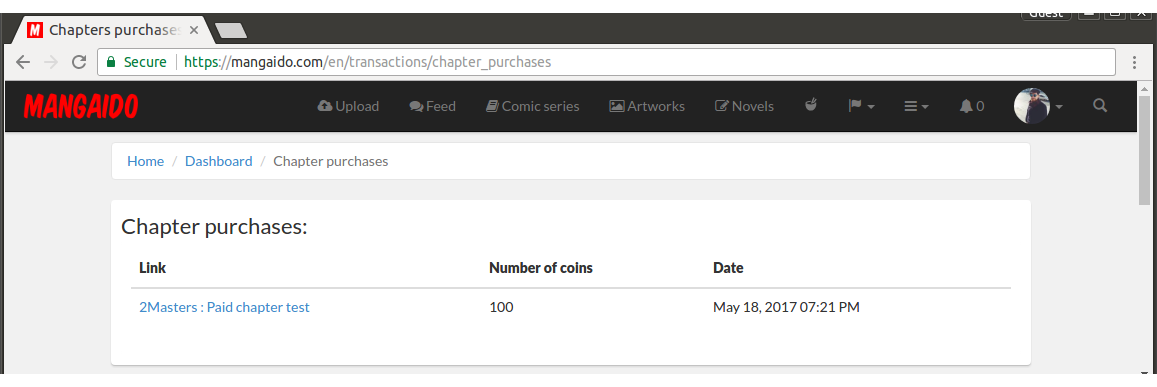 Guest
M Chapters purchase
Secure | https://mangaido.com/en/transactions/chapter_purchases
MANGAIDO Upload Feed Comic series Artworks Novels 0
Home / Dashboard / Chapter purchases
Chapter purchases:
Link Number of coins Date
2Masters : Paid chapter test 100 May 18, 2017 07:21 PM